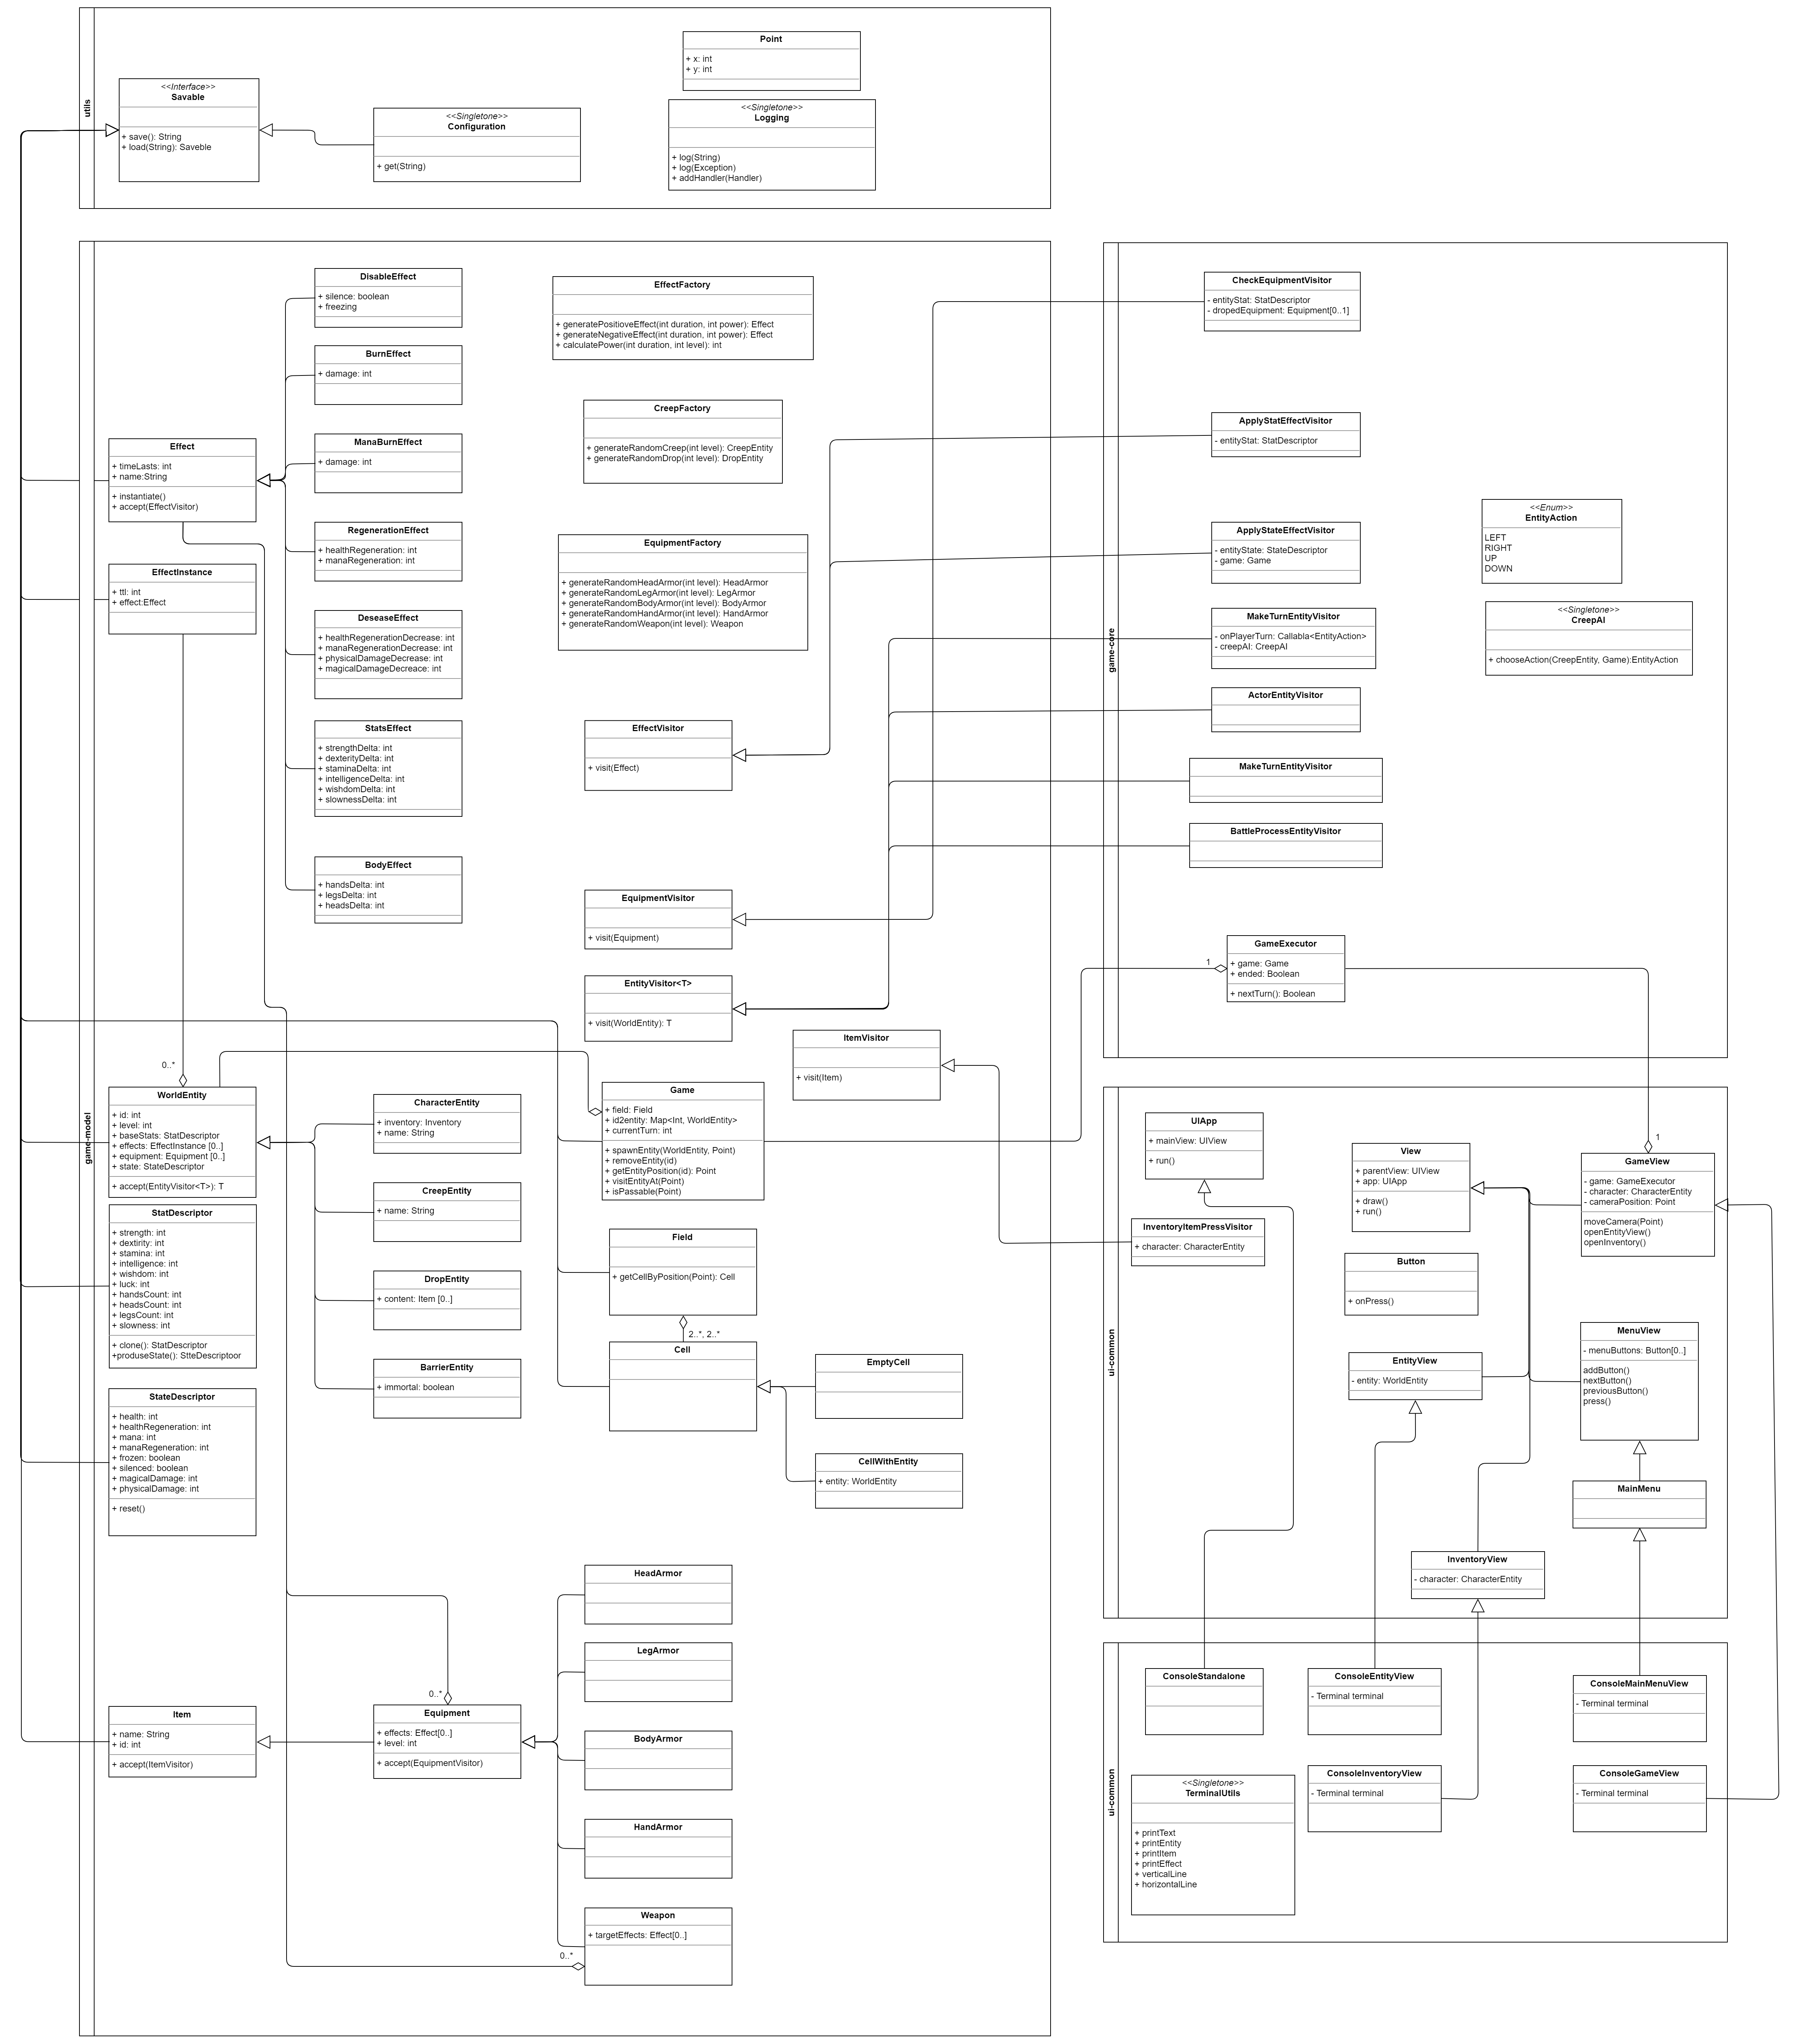 utils
<<Interface>>
Savable
+ save(): String
+ load(String): Saveble
<<Singletone>>
Configuration
+ get(String)
Point
+ x: int
+ y: int
<<Singletone>>
Logging
+ log(String)
+ log(Exception)
+ addHandler(Handler)
game-model
Effect
+ timeLasts: int
+ name:String
+ instantiate()
+ accept(EffectVisitor)
EffectInstance
+ ttl: int
+ effect:Effect
DisableEffect
+ silence: boolean
+ freezing
BurnEffect
+ damage: int
ManaBurnEffect
+ damage: int
RegenerationEffect
+ healthRegeneration: int
+ manaRegeneration: int
DeseaseEffect
+ healthRegenerationDecrease: int
+ manaRegenerationDecrease: int
+ physicalDamageDecrease: int
+ magicalDamageDecreace: int
StatsEffect
+ strengthDelta: int
+ dexterityDelta: int
+ staminaDelta: int
+ intelligenceDelta: int
+ wishdomDelta: int
+ slownessDelta: int
BodyEffect
+ handsDelta: int
+ legsDelta: int
+ headsDelta: int
EffectFactory
+ generatePositioveEffect(int duration, int power): Effect
+ generateNegativeEffect(int duration, int power): Effect
+ calculatePower(int duration, int level): int
CreepFactory
+ generateRandomCreep(int level): CreepEntity
+ generateRandomDrop(int level): DropEntity
EquipmentFactory
+ generateRandomHeadArmor(int level): HeadArmor
+ generateRandomLegArmor(int level): LegArmor
+ generateRandomBodyArmor(int level): BodyArmor
+ generateRandomHandArmor(int level): HandArmor
+ generateRandomWeapon(int level): Weapon
EffectVisitor
+ visit(Effect)
EquipmentVisitor
+ visit(Equipment)
EntityVisitor<T>
+ visit(WorldEntity): T
ItemVisitor
+ visit(Item)
0..*
WorldEntity
+ id: int
+ level: int
+ baseStats: StatDescriptor
+ effects: EffectInstance [0..]
+ equipment: Equipment [0..]
+ state: StateDescriptor
+ accept(EntityVisitor<T>): T
StatDescriptor
+ strength: int
+ dextirity: int
+ stamina: int
+ intelligence: int
+ wishdom: int
+ luck: int
+ handsCount: int
+ headsCount: int
+ legsCount: int
+ slowness: int
+ clone(): StatDescriptor
+produseState(): StteDescriptoor
StateDescriptor
+ health: int
+ healthRegeneration: int
+ mana: int
+ manaRegeneration: int
+ frozen: boolean
+ silenced: boolean
+ magicalDamage: int
+ physicalDamage: int
+ reset()
CharacterEntity
+ inventory: Inventory
+ name: String
CreepEntity
+ name: String
DropEntity
+ content: Item [0..]
BarrierEntity
+ immortal: boolean
Game
+ field: Field
+ id2entity: Map<Int, WorldEntity>
+ currentTurn: int
+ spawnEntity(WorldEntity, Point)
+ removeEntity(id)
+ getEntityPosition(id): Point
+ visitEntityAt(Point)
+ isPassable(Point)
Field
+ getCellByPosition(Point): Cell
2..*, 2..*
Cell
EmptyCell
CellWithEntity
+ entity: WorldEntity
Item
+ name: String
+ id: int
+ accept(ItemVisitor)
0..*
Equipment
+ effects: Effect[0..]
+ level: int
+ accept(EquipmentVisitor)
HeadArmor
LegArmor
BodyArmor
HandArmor
Weapon
+ targetEffects: Effect[0..]
0..*
game-core
CheckEquipmentVisitor
- entityStat: StatDescriptor
- dropedEquipment: Equipment[0..1]
ApplyStatEffectVisitor
- entityStat: StatDescriptor
ApplyStateEffectVisitor
- entityState: StateDescriptor
- game: Game
MakeTurnEntityVisitor
- onPlayerTurn: Callabla<EntityAction>
- creepAI: CreepAI
ActorEntityVisitor
MakeTurnEntityVisitor
BattleProcessEntityVisitor
<<Enum>>
EntityAction
LEFT
RIGHT
UP
DOWN
<<Singletone>>
CreepAI
+ chooseAction(CreepEntity, Game):EntityAction
1
GameExecutor
+ game: Game
+ ended: Boolean
+ nextTurn(): Boolean
ui-common
UIApp
+ mainView: UIView
+ run()
InventoryItemPressVisitor
+ character: CharacterEntity
View
+ parentView: UIView
+ app: UIApp
+ draw()
+ run()
Button
+ onPress()
EntityView
- entity: WorldEntity
1
GameView
- game: GameExecutor
- character: CharacterEntity
- cameraPosition: Point
moveCamera(Point)
openEntityView()
openInventory()
MenuView
- menuButtons: Button[0..]
addButton()
nextButton()
previousButton()
press()
MainMenu
InventoryView
- character: CharacterEntity
ui-common
ConsoleStandalone
ConsoleEntityView
- Terminal terminal
ConsoleMainMenuView
- Terminal terminal
<<Singletone>>
TerminalUtils
+ printText
+ printEntity
+ printItem
+ printEffect
+ verticalLine
+ horizontalLine
ConsoleInventoryView
- Terminal terminal
ConsoleGameView
- Terminal terminal